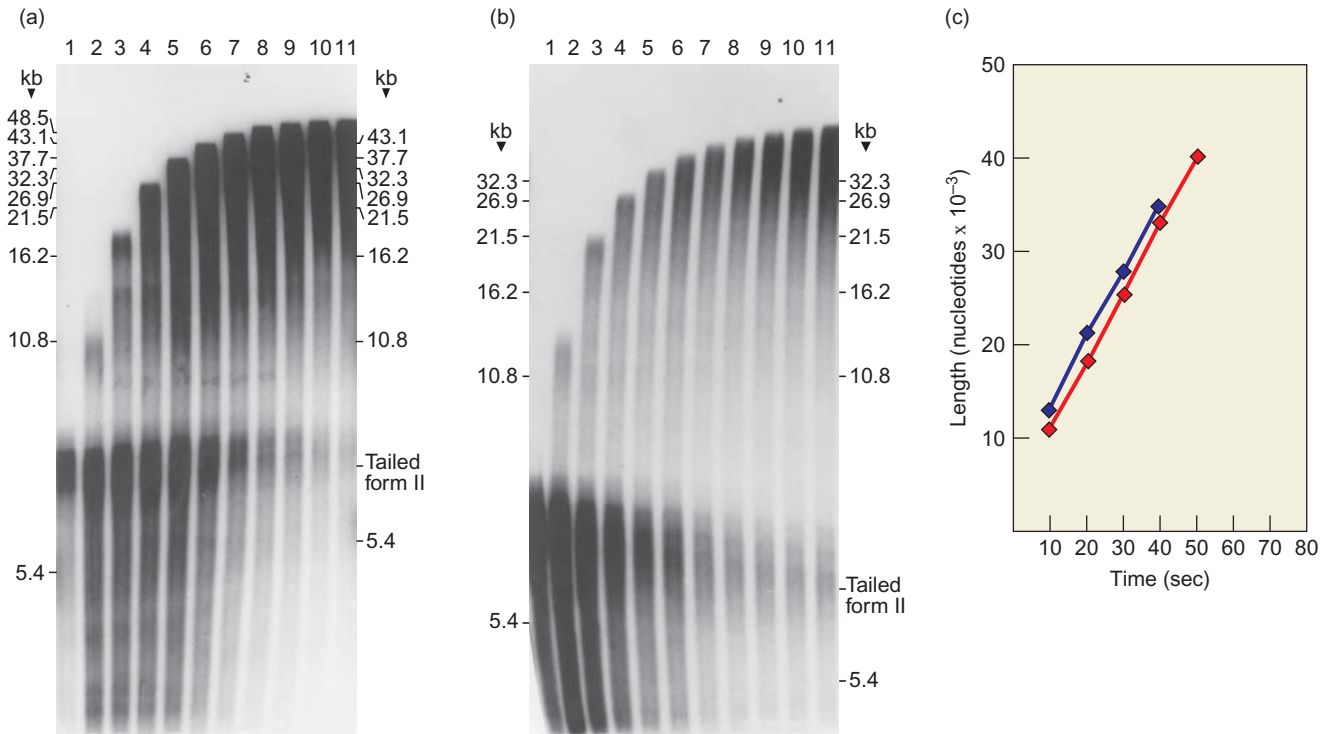 (a)
1 2 3 4 5 6 7 8 9 10 11
kb
48.5
43.1
37.7
32.3
26.9
21.5
16.2
10.8
5.4
kb
43.1
37.7
32.3
26.9
21.5
16.2
10.8
Tailed
form II
5.4
(b)
1 2 3 4 5 6 7 8 9 10 11
kb
32.3
26.9
21.5
16.2
10.8
5.4
kb
32.3
26.9
21.5
16.2
10.8
Tailed
form II
5.4
(c)
Length (nucleotides x 10⁻³)
50
40
30
20
10
10 20 30 40 50 60 70 80
Time (sec)